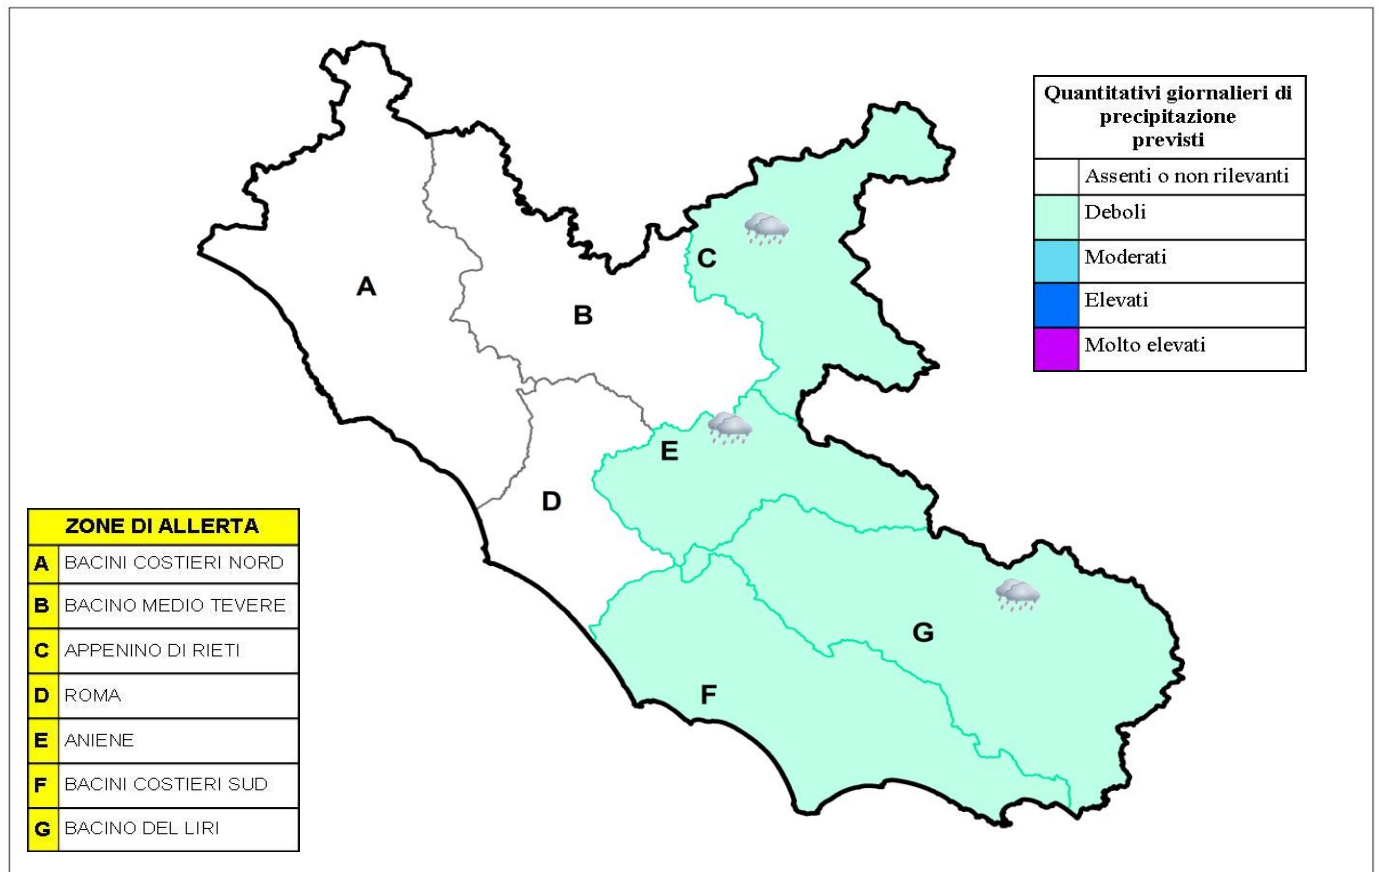 Quantitativi giornalieri di
precipitazione
previsti
Assenti o non rilevanti
Deboli
Moderati
Elevati
Molto elevati
A
B
C
D
E
F
G
ZONE DI ALLERTA
A BACINI COSTIERI NORD
B BACINO MEDIO TEVERE
C APPENINO DI RIETI
D ROMA
E ANIENE
F BACINI COSTIERI SUD
G BACINO DEL LIRI